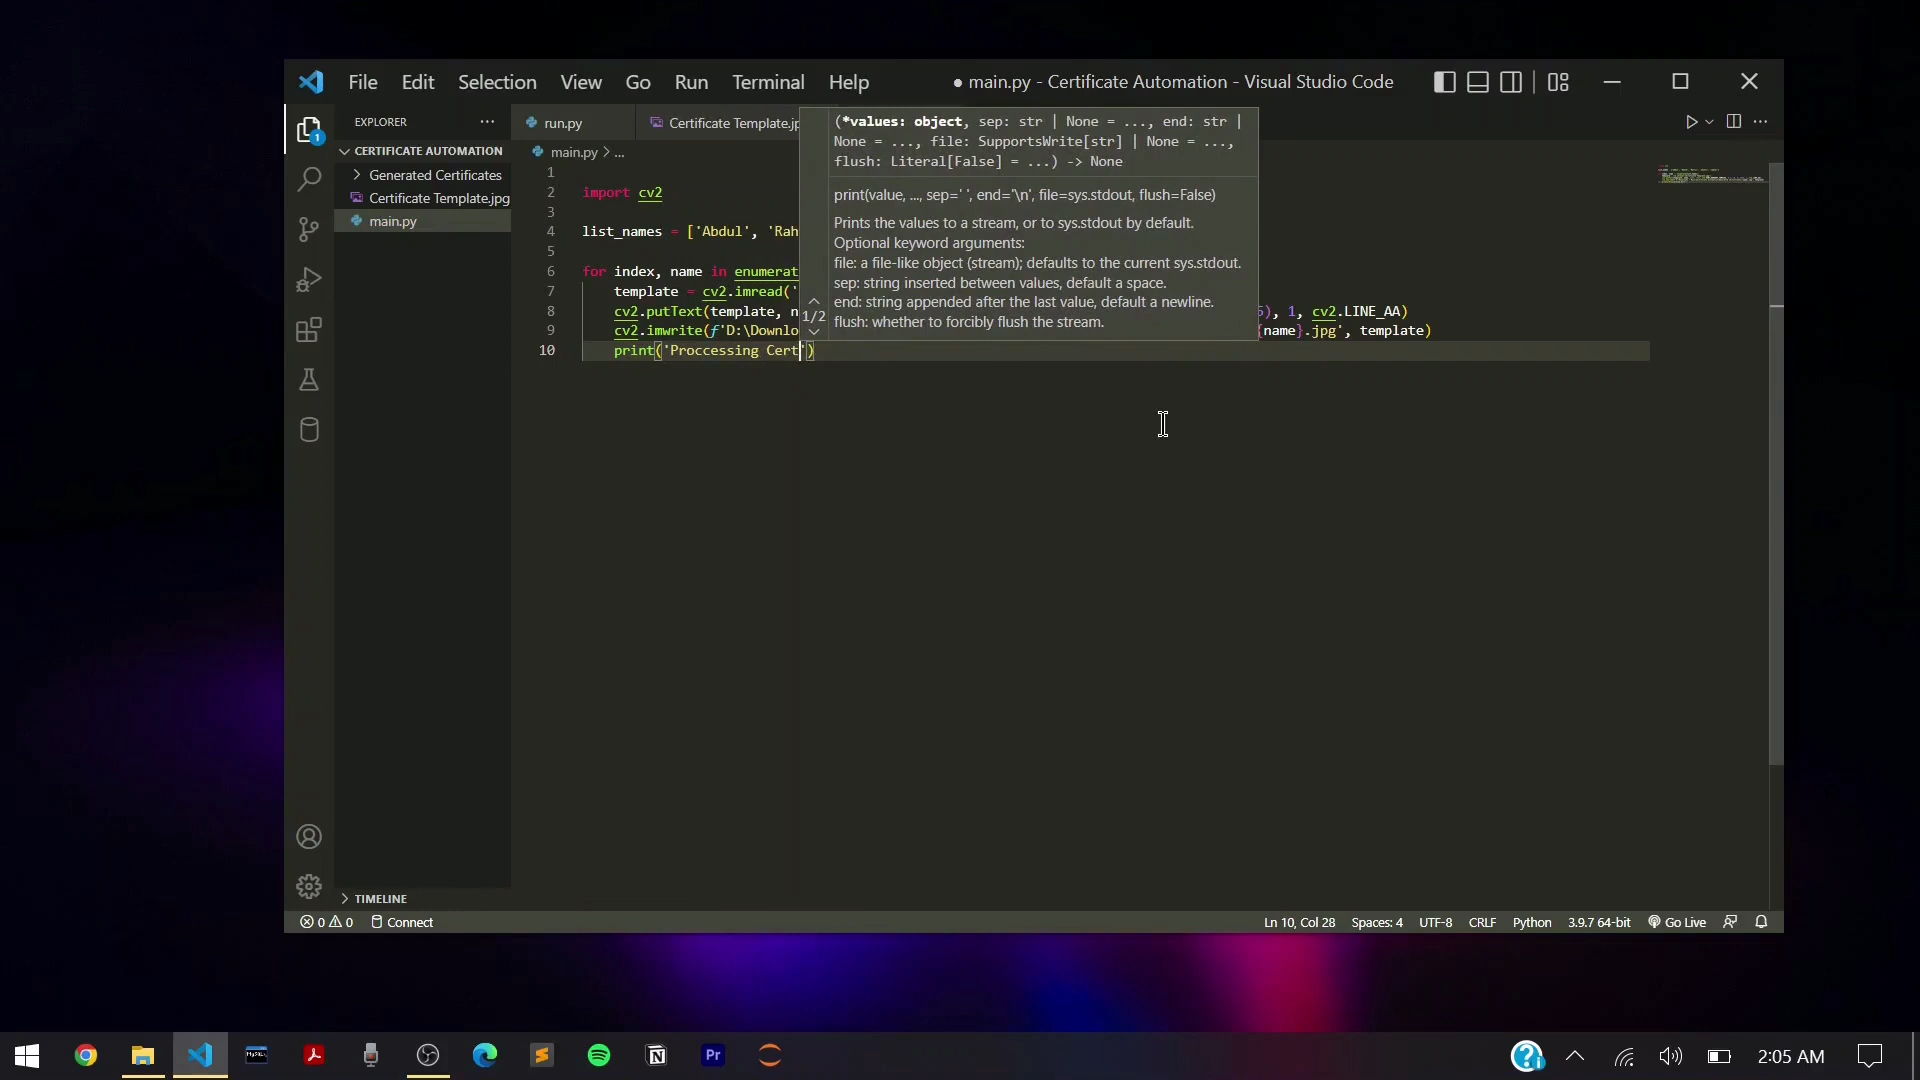 File Edit Selection View Go Run Terminal Help
● main.py - Certificate Automation - Visual Studio Code
EXPLORER ...
run.py
Certificate Template.jp
CERTIFICATE AUTOMATION
Generated Certificates
Certificate Template.jpg
main.py
main.py > ...
1
2 import cv2
3
4 list_names = ['Abdul', 'Rah
5
6 for index, name in enumerat
7 template = cv2.imread('
8 cv2.putText(template, n ), 1, cv2.LINE_AA)
9 cv2.imwrite(f'D:\Downlo {name}.jpg', template)
10 print('Proccessing Cert')
(*values: object, sep: str | None = ..., end: str |
None = ..., file: SupportsWrite[str] | None = ...,
flush: Literal[False] = ...) -> None
print(value, ..., sep=' ', end='\n', file=sys.stdout, flush=False)
Prints the values to a stream, or to sys.stdout by default.
Optional keyword arguments:
file: a file-like object (stream); defaults to the current sys.stdout.
sep: string inserted between values, default a space.
end: string appended after the last value, default a newline.
flush: whether to forcibly flush the stream.
1/2
1
TIMELINE
0 0 Connect
Ln 10, Col 28 Spaces: 4 UTF-8 CRLF Python 3.9.7 64-bit Go Live
MySQL
Pr
2:05 AM